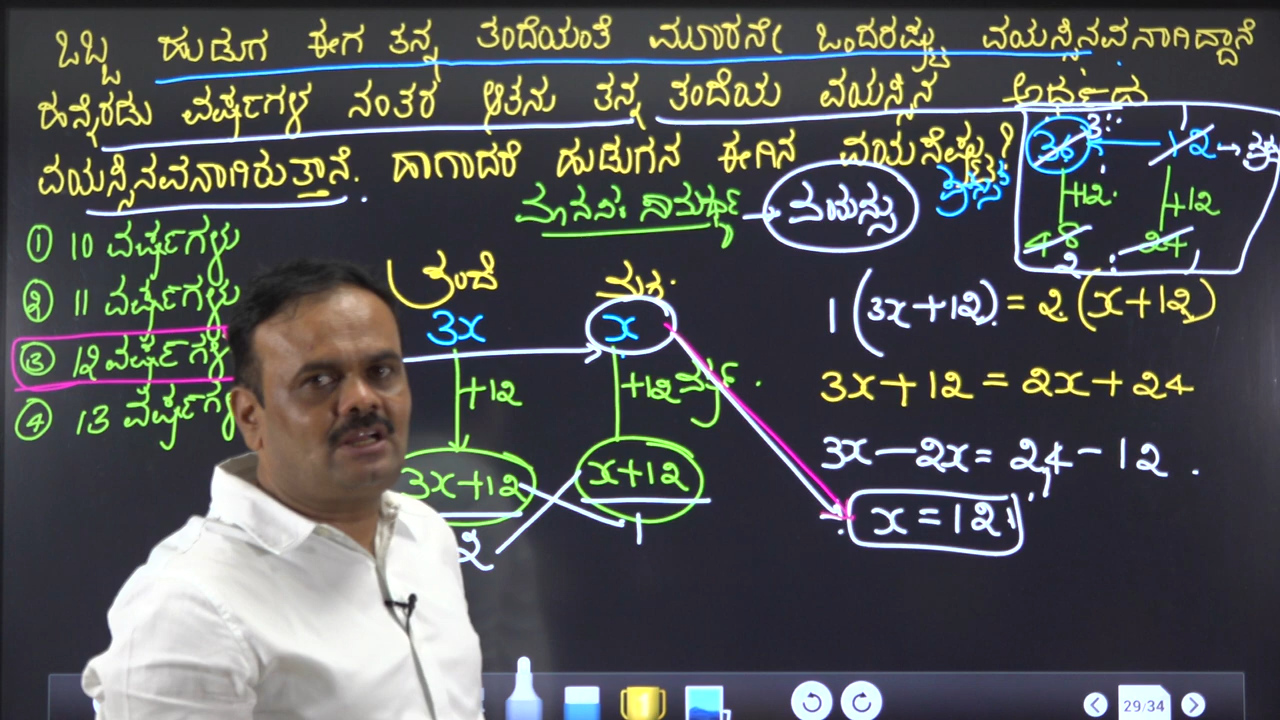 ಒಬ್ಬ ಹುಡುಗ ಈಗ ತನ್ನ ತಂದೆಯಂತೆ ಮೂರನೇ ಒಂದರಷ್ಟು ವಯಸ್ಸಿನವನಾಗಿದ್ದಾನೆ
ಹನ್ನೆರಡು ವರ್ಷಗಳ ನಂತರ ಆತನು ತನ್ನ ತಂದೆಯ ವಯಸ್ಸಿನ ಅರ್ಧದ
ವಯಸ್ಸಿನವನಾಗಿರುತ್ತಾನೆ. ಹಾಗಾದರೆ ಹುಡುಗನ ಈಗಿನ ವಯಸೆಷ್ಟು?
ಮಾನಸಿಕ ಸಾಮರ್ಥ್ಯ → ವಯಸ್ಸು
36 ← 12 →
+12 +12
48 24
① 10 ವರ್ಷಗಳು
② 11 ವರ್ಷಗಳು
③ 12 ವರ್ಷಗಳ
④ 13 ವರ್ಷಗಳ
ತಂದೆ ಮಗ
3x x
+12 +12 ವರ್ಷ
3x+12 x+12
2 1
1(3x+12) = 2(x+12)
3x+12 = 2x+24
3x-2x = 24-12
x = 12
29/34